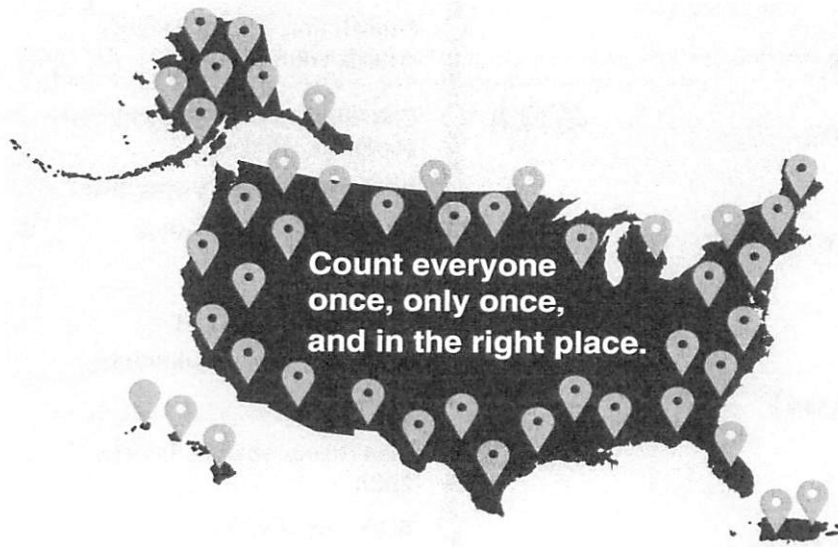 Count everyone
once, only once,
and in the right place.